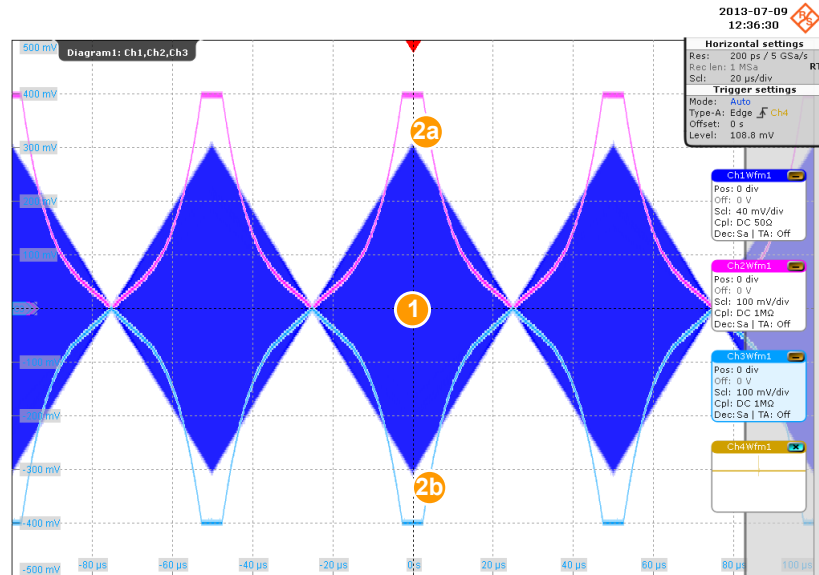 2013-07-09
12:36:30
R&S
Diagram1: Ch1,Ch2,Ch3
Horizontal settings
Res: 200 ps / 5 GSa/s
Rec len: 1 MSa RT
Scl: 20 µs/div
Trigger settings
Mode: Auto
Type-A: Edge Ch4
Offset: 0 s
Level: 108.8 mV
500 mV
400 mV
300 mV
-300 mV
-400 mV
-500 mV
2a
1
2b
Ch1Wfm1
Pos: 0 div
Off: 0 V
Scl: 40 mV/div
Cpl: DC 50Ω
Dec:Sa | TA: Off
Ch2Wfm1
Pos: 0 div
Off: 0 V
Scl: 100 mV/div
Cpl: DC 1MΩ
Dec:Sa | TA: Off
Ch3Wfm1
Pos: 0 div
Off: 0 V
Scl: 100 mV/div
Cpl: DC 1MΩ
Dec:Sa | TA: Off
Ch4Wfm1
-80 µs
-60 µs
-40 µs
-20 µs
0 s
20 µs
40 µs
60 µs
80 µs
100 µs